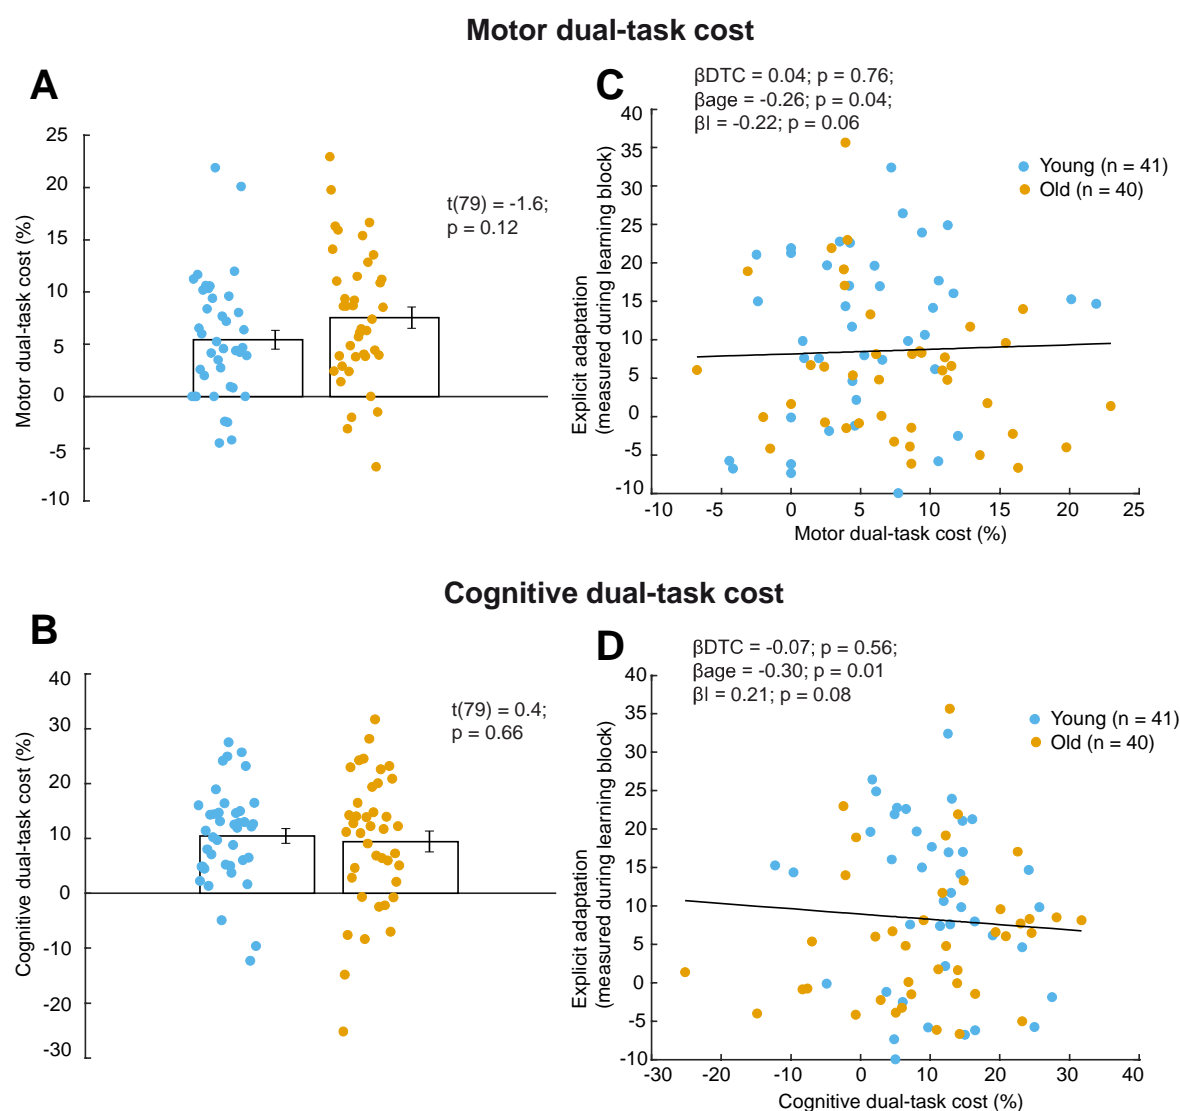 Motor dual-task cost
A
25
20
15
10
5
0
-5
-10
Motor dual-task cost (%)
t(79) = -1.6;
p = 0.12
C
βDTC = 0.04; p = 0.76;
βage = -0.26; p = 0.04;
βI = -0.22; p = 0.06
40
35
30
25
20
15
10
5
0
-5
-10
Explicit adaptation
(measured during learning block)
Young (n = 41)
Old (n = 40)
-10
-5
0
5
10
15
20
25
Motor dual-task cost (%)
Cognitive dual-task cost
B
40
30
20
10
0
-10
-20
-30
Cognitive dual-task cost (%)
t(79) = 0.4;
p = 0.66
D
βDTC = -0.07; p = 0.56;
βage = -0.30; p = 0.01
βI = 0.21; p = 0.08
40
35
30
25
20
15
10
5
0
-5
-10
Explicit adaptation
(measured during learning block)
Young (n = 41)
Old (n = 40)
-30
-20
-10
0
10
20
30
40
Cognitive dual-task cost (%)